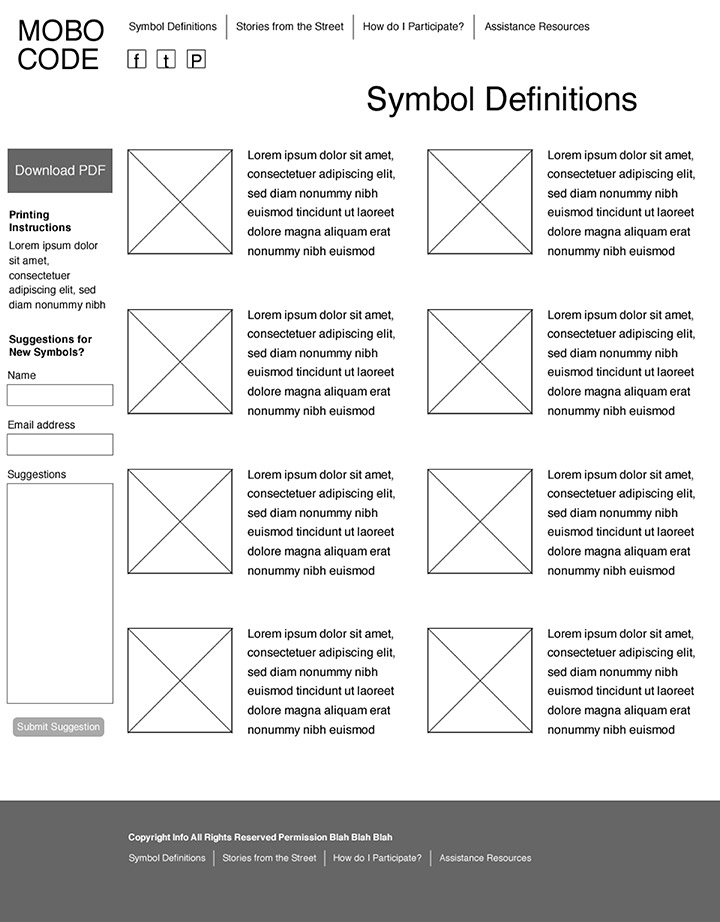 MOBO
CODE
Symbol Definitions
Stories from the Street
How do I Participate?
Assistance Resources
f t P
Symbol Definitions
Download PDF
Printing
Instructions
Lorem ipsum dolor
sit amet,
consectetuer
adipiscing elit, sed
diam nonummy nibh
Suggestions for
New Symbols?
Name
Email address
Suggestions
Submit Suggestion
Lorem ipsum dolor sit amet,
consectetuer adipiscing elit,
sed diam nonummy nibh
euismod tincidunt ut laoreet
dolore magna aliquam erat
nonummy nibh euismod
Lorem ipsum dolor sit amet,
consectetuer adipiscing elit,
sed diam nonummy nibh
euismod tincidunt ut laoreet
dolore magna aliquam erat
nonummy nibh euismod
Lorem ipsum dolor sit amet,
consectetuer adipiscing elit,
sed diam nonummy nibh
euismod tincidunt ut laoreet
dolore magna aliquam erat
nonummy nibh euismod
Lorem ipsum dolor sit amet,
consectetuer adipiscing elit,
sed diam nonummy nibh
euismod tincidunt ut laoreet
dolore magna aliquam erat
nonummy nibh euismod
Lorem ipsum dolor sit amet,
consectetuer adipiscing elit,
sed diam nonummy nibh
euismod tincidunt ut laoreet
dolore magna aliquam erat
nonummy nibh euismod
Lorem ipsum dolor sit amet,
consectetuer adipiscing elit,
sed diam nonummy nibh
euismod tincidunt ut laoreet
dolore magna aliquam erat
nonummy nibh euismod
Lorem ipsum dolor sit amet,
consectetuer adipiscing elit,
sed diam nonummy nibh
euismod tincidunt ut laoreet
dolore magna aliquam erat
nonummy nibh euismod
Lorem ipsum dolor sit amet,
consectetuer adipiscing elit,
sed diam nonummy nibh
euismod tincidunt ut laoreet
dolore magna aliquam erat
nonummy nibh euismod
Copyright Info All Rights Reserved Permission Blah Blah Blah
Symbol Definitions
Stories from the Street
How do I Participate?
Assistance Resources